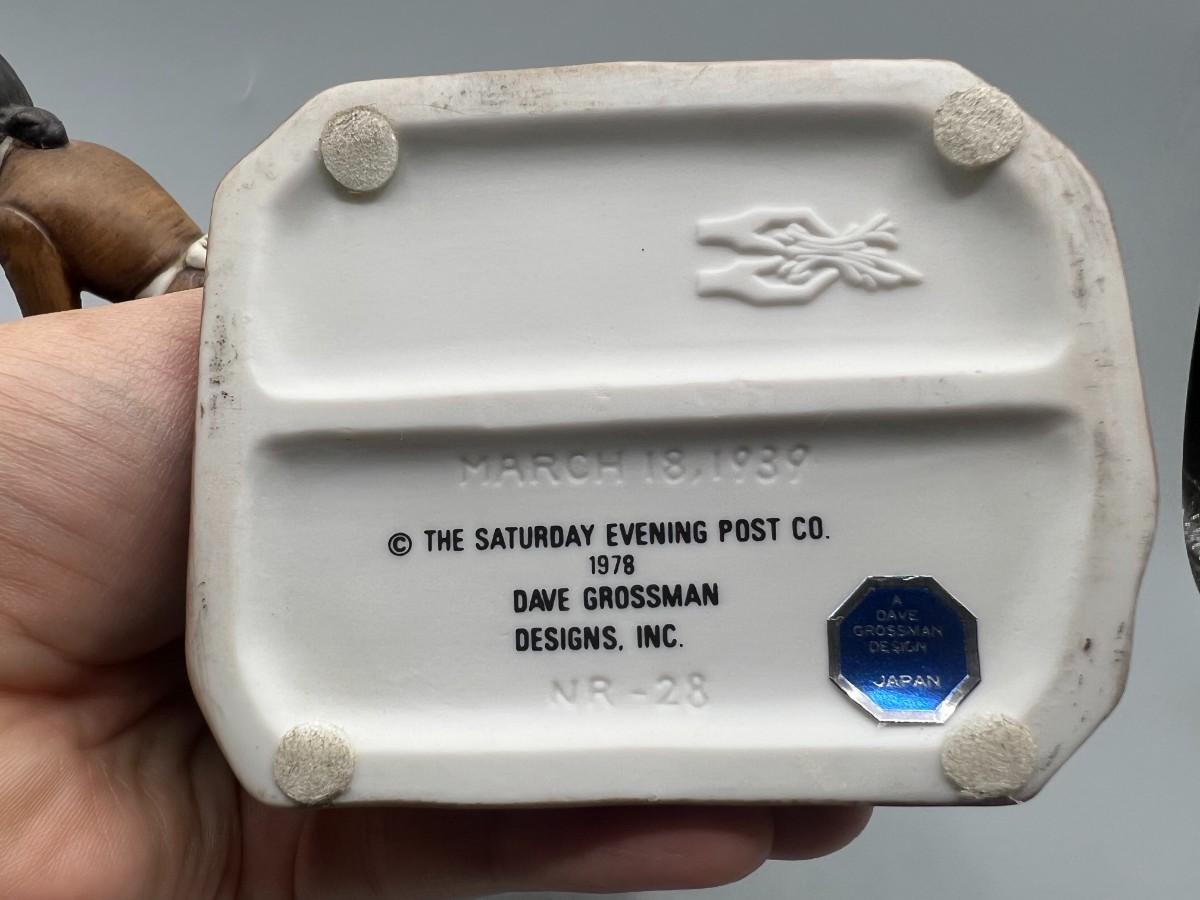 MARCH 18, 1939
© THE SATURDAY EVENING POST CO.
1978
DAVE GROSSMAN
DESIGNS, INC.
NR-28
A
DAVE
GROSSMAN
DESIGN
JAPAN